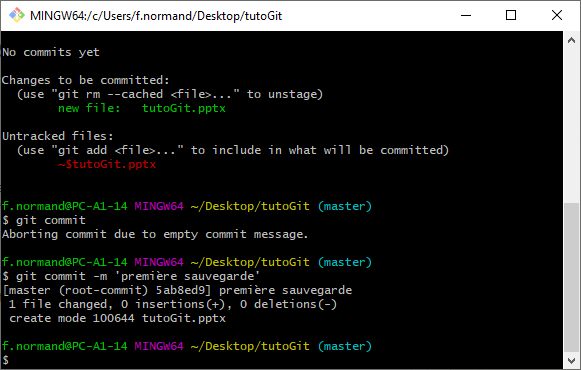 MINGW64:/c/Users/f.normand/Desktop/tutoGit
No commits yet
Changes to be committed:
(use "git rm --cached <file>..." to unstage)
new file: tutoGit.pptx
Untracked files:
(use "git add <file>..." to include in what will be committed)
~$tutoGit.pptx
f.normand@PC-A1-14 MINGW64 ~/Desktop/tutoGit (master)
$ git commit
Aborting commit due to empty commit message.
f.normand@PC-A1-14 MINGW64 ~/Desktop/tutoGit (master)
$ git commit -m 'première sauvegarde'
[master (root-commit) 5ab8ed9] première sauvegarde
1 file changed, 0 insertions(+), 0 deletions(-)
create mode 100644 tutoGit.pptx
f.normand@PC-A1-14 MINGW64 ~/Desktop/tutoGit (master)
$